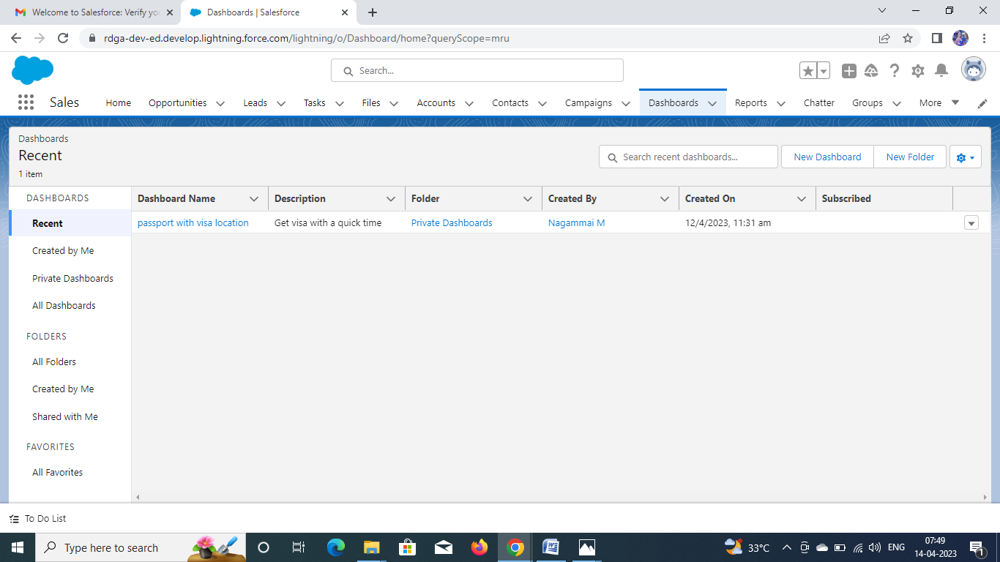 Welcome to Salesforce: Verify yo
Dashboards | Salesforce
rdga-dev-ed.develop.lightning.force.com/lightning/o/Dashboard/home?queryScope=mru
Search...
Sales
Home
Opportunities
Leads
Tasks
Files
Accounts
Contacts
Campaigns
Dashboards
Reports
Chatter
Groups
More
Dashboards
Recent
1 item
Search recent dashboards...
New Dashboard
New Folder
DASHBOARDS
Recent
Created by Me
Private Dashboards
All Dashboards
FOLDERS
All Folders
Created by Me
Shared with Me
FAVORITES
All Favorites
Dashboard Name Description Folder Created By Created On Subscribed
passport with visa location Get visa with a quick time Private Dashboards Nagammai M 12/4/2023, 11:31 am
To Do List
Type here to search
33°C
ENG
07:49
14-04-2023
1